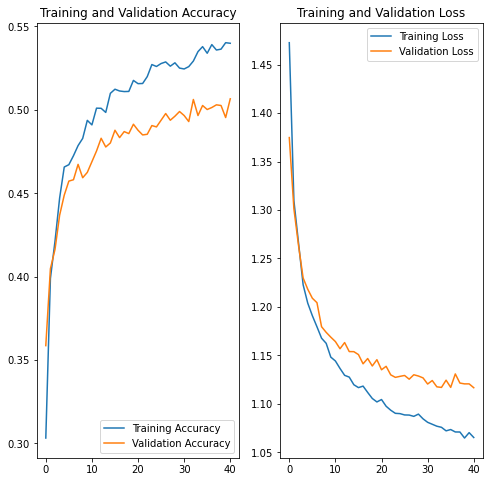 Training and Validation Accuracy
0.55
0.50
0.45
0.40
0.35
0.30
0 10 20 30 40
Training Accuracy
Validation Accuracy
Training and Validation Loss
1.45
1.40
1.35
1.30
1.25
1.20
1.15
1.10
1.05
0 10 20 30 40
Training Loss
Validation Loss